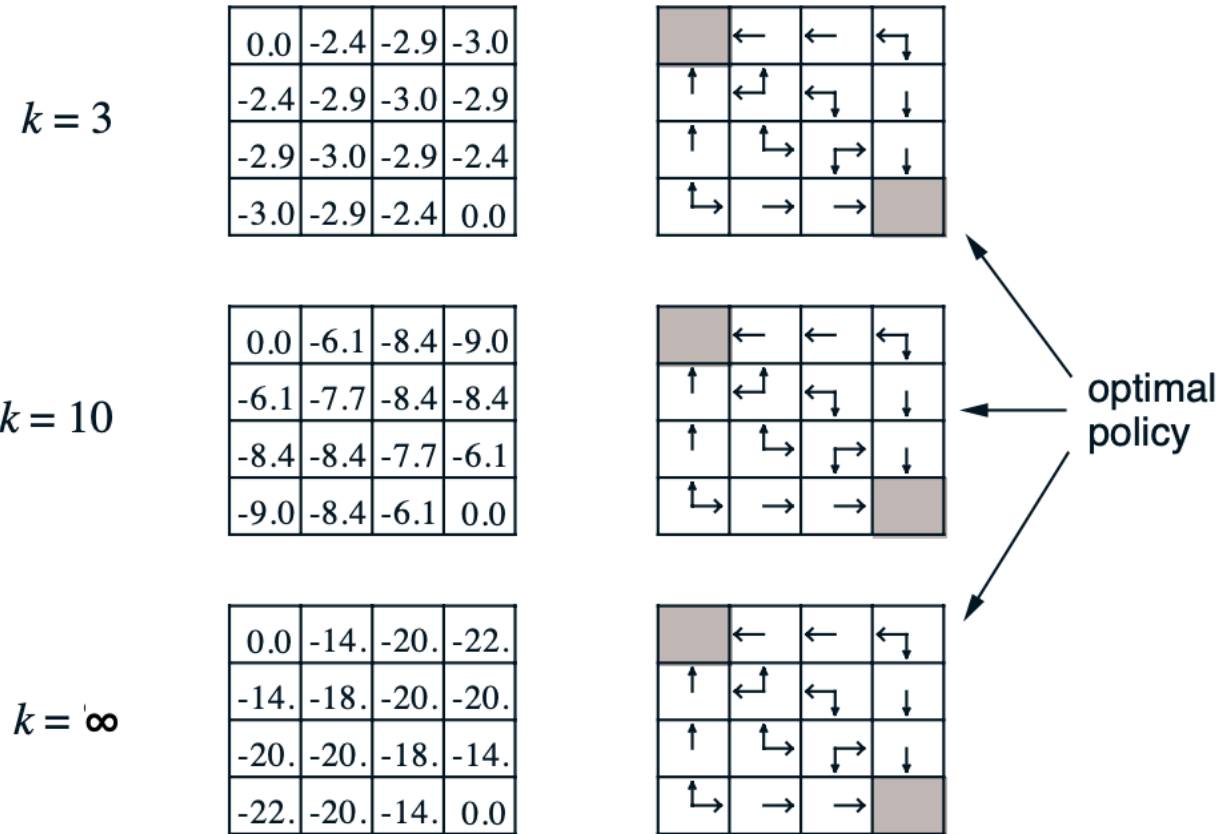 0.0 -2.4 -2.9 -3.0
-2.4 -2.9 -3.0 -2.9
k = 3
-2.9 -3.0 -2.9 -2.4
-3.0 -2.9 -2.4 0.0
0.0 -6.1 -8.4 -9.0
-6.1 -7.7 -8.4 -8.4
k = 10
optimal
policy
-8.4 -8.4 -7.7 -6.1
-9.0 -8.4 -6.1 0.0
0.0 -14. -20. -22.
-14. -18. -20. -20.
k = ∞
-20. -20. -18. -14.
-22. -20. -14. 0.0